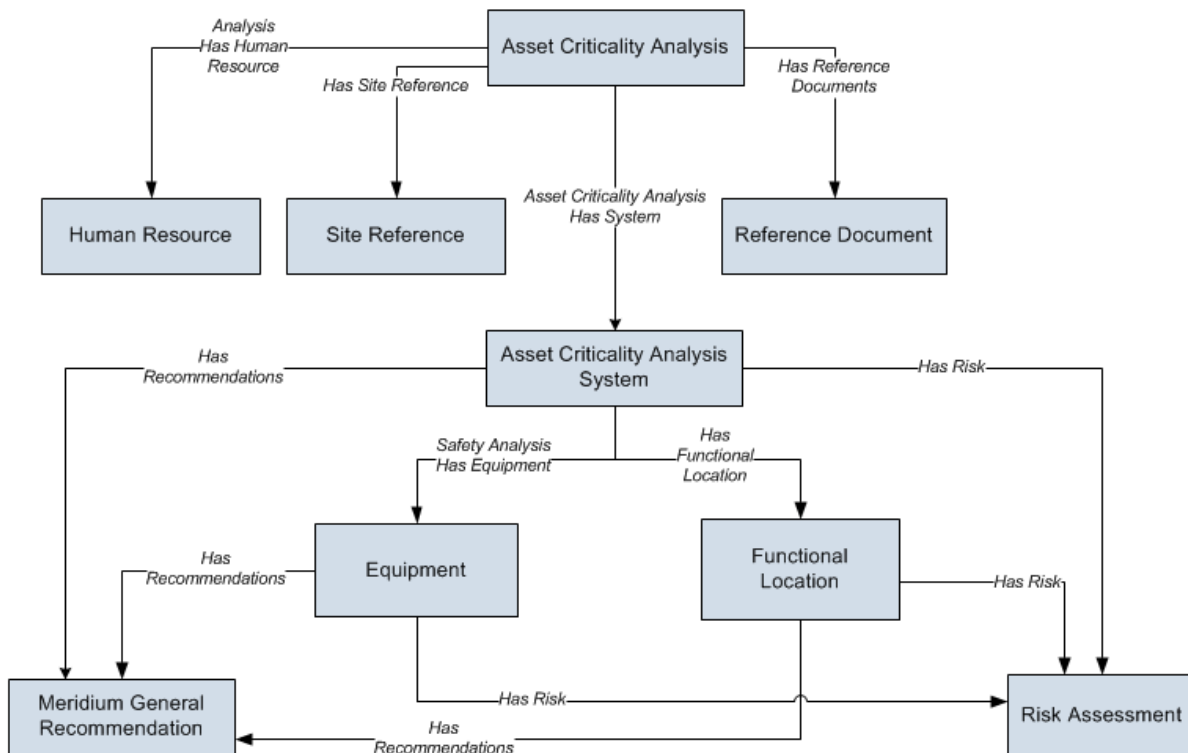 Analysis
Has Human
Resource
Asset Criticality Analysis
Has Reference
Documents
Has Site Reference
Human Resource
Site Reference
Asset Criticality Analysis
Has System
Reference Document
Has
Recommendations
Asset Criticality Analysis
System
Has Risk
Safety Analysis
Has Equipment
Has
Functional
Location
Has
Recommendations
Equipment
Functional
Location
Has Risk
Meridium General
Recommendation
Has Risk
Has
Recommendations
Risk Assessment